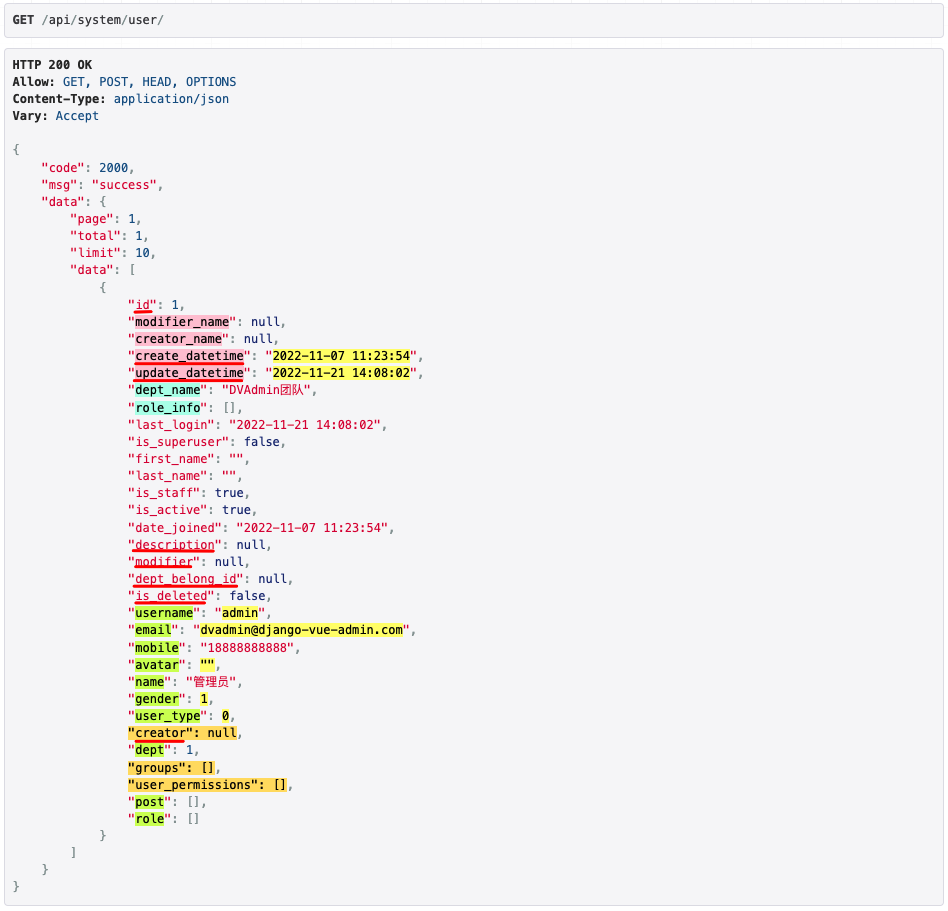 GET /api/system/user/
HTTP 200 OK
Allow: GET, POST, HEAD, OPTIONS
Content-Type: application/json
Vary: Accept
{
    "code": 2000,
    "msg": "success",
    "data": {
        "page": 1,
        "total": 1,
        "limit": 10,
        "data": [
            {
                "id": 1,
                "modifier_name": null,
                "creator_name": null,
                "create_datetime": "2022-11-07 11:23:54",
                "update_datetime": "2022-11-21 14:08:02",
                "dept_name": "DVAdmin团队",
                "role_info": [],
                "last_login": "2022-11-21 14:08:02",
                "is_superuser": false,
                "first_name": "",
                "last_name": "",
                "is_staff": true,
                "is_active": true,
                "date_joined": "2022-11-07 11:23:54",
                "description": null,
                "modifier": null,
                "dept_belong_id": null,
                "is_deleted": false,
                "username": "admin",
                "email": "dvadmin@django-vue-admin.com",
                "mobile": "18888888888",
                "avatar": "",
                "name": "管理员",
                "gender": 1,
                "user_type": 0,
                "creator": null,
                "dept": 1,
                "groups": [],
                "user_permissions": [],
                "post": [],
                "role": []
            }
        ]
    }
}